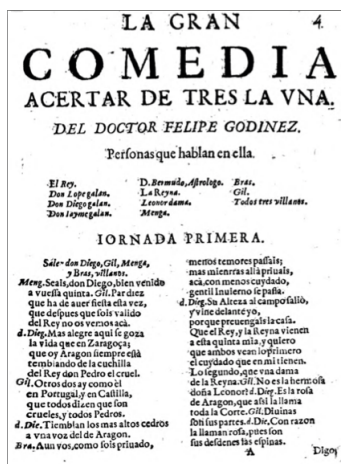 LA GRAN 4.
COMEDIA
ACERTAR DE TRES LA VNA.
DEL DOCTOR FELIPE GODINEZ.
Personas que hablan en ella.
El Rey.
Don Lope galan.
Don Diego galan.
Don Iayme galan.
D. Bermudo, Astrologo.
La Reyna.
Leonor dama.
Menga.
Bras.
Gil.
Todos tres villanos.
IORNADA PRIMERA.
Salen don Diego, Gil, Menga,
y Bras, villanos.
Meng. Seais, don Diego, bien venido
a vuessa quinta. Gil. Pardiez
que ha de auer fiesta esta vez,
que despues que sois valido
del Rey no os vemos acà.
d. Dieg. Mas alegre aqui se goza
la vida que en Zaragoça;
que oy Aragon siempre està
temblando de la cuchilla
del Rey don Pedro el cruel.
Gil. Otros dos ay como èl
en Portugal, y en Castilla,
que todos dizen que son
crueles, y todos Pedros.
d. Die. Tiemblan los mas altos cedros
a vna voz del de Aragon.
Bra. Aun vos, como sois priuado,
menos temores passais;
mas mientras allà priuais,
acà, con menos cuydado,
gentil Inuierno se passa.
d. Dieg. Su Alteza al campo saliò,
y vine delante yo,
porque preuengais la casa.
Que el Rey, y la Reyna vienen
a esta quinta mia, y quiero
que ambos vean lo primero
el cuydado que en mi tienen.
Lo segundo, que vna dama
de la Reyna. Gil. No es la hermosa
doña Leonor? d. Dieg. Es la rosa
de Aragon, que assi la llama
toda la Corte. Gil. Diuinas
son sus partes. d. Die. Con razon
la llaman rosa, pues son
sus desdenes las espinas.
A Digo,